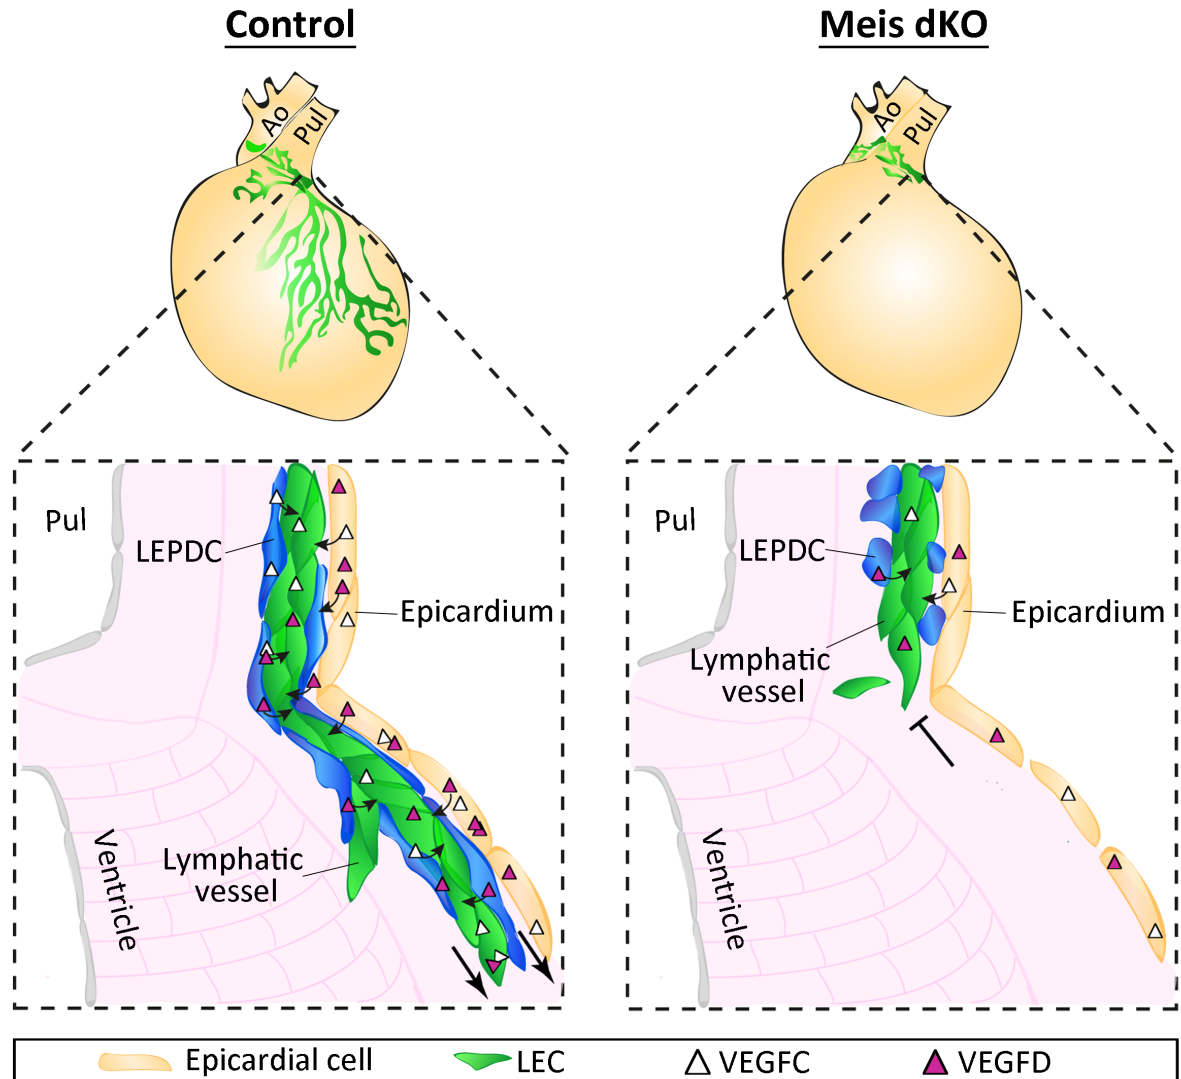 Control
Meis dKO
Ao
Pul
Ao
Pul
Pul
LEPDC
Epicardium
Lymphatic
vessel
Ventricle
Pul
LEPDC
Epicardium
Lymphatic
vessel
Ventricle
Epicardial cell
LEC
VEGFC
VEGFD